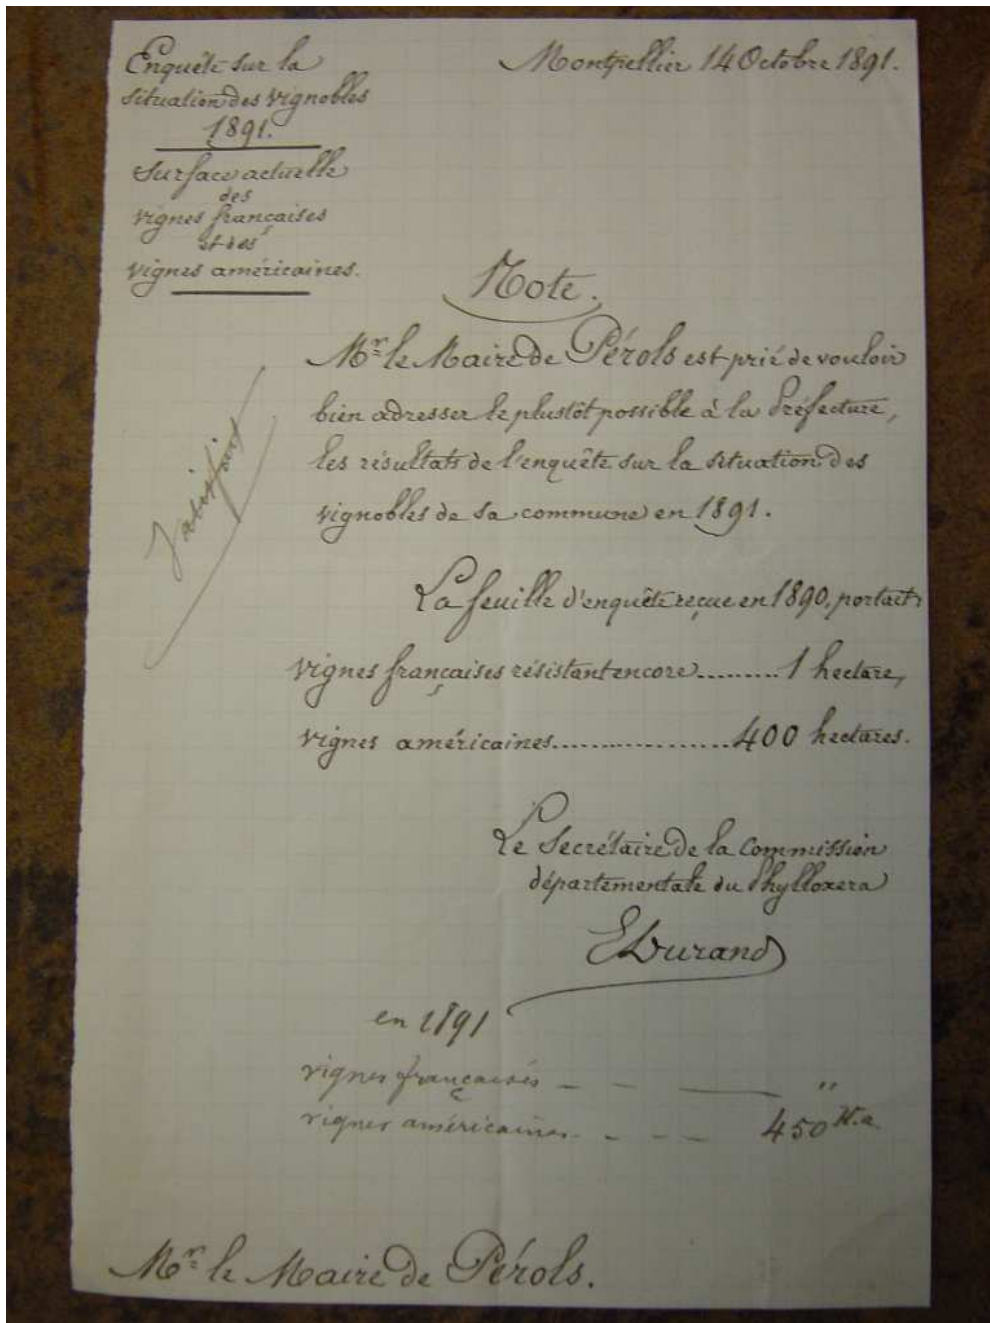 Enquête sur la
situation des vignobles
1891.
Surface actuelle
des
vignes françaises
et des
vignes américaines.
Montpellier 14 Octobre 1891.
Note.
Mr le Maire de Pérols est prié de vouloir
bien adresser le plustôt possible à la Préfecture,
les résultats de l'enquête sur la situation des
vignobles de sa commune en 1891.
Satisfait
La feuille d'enquête reçue en 1890, portait
vignes françaises résistant encore.........1 hectare,
vignes américaines..................400 hectares.
Le Secrétaire de la Commission
départementale du Phylloxera
E Durand
en 1891
vignes françaises — — — "
vignes américaines - - — — 450 H.a.
Mr le Maire de Pérols.